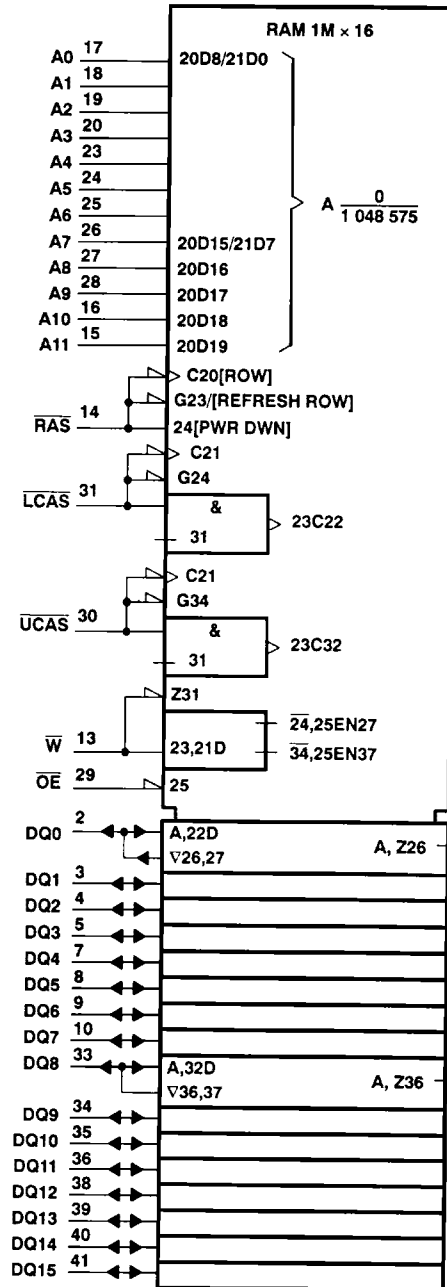 RAM 1M × 16
A0 17 20D8/21D0
A1 18
A2 19
A3 20
A4 23
A5 24
A6 25
A7 26 20D15/21D7
A8 27 20D16
A9 28 20D17
A10 16 20D18
A11 15 20D19
A 0
1 048 575
C20[ROW]
G23/[REFRESH ROW]
RAS 14 24[PWR DWN]
C21
G24
LCAS 31 & 23C22
31
C21
G34
UCAS 30 & 23C32
31
Z31
24,25EN27
W 13 23,21D 34,25EN37
OE 29 25
DQ0 2 A,22D A, Z26
∇26,27
DQ1 3
DQ2 4
DQ3 5
DQ4 7
DQ5 8
DQ6 9
DQ7 10
DQ8 33 A,32D A, Z36
∇36,37
DQ9 34
DQ10 35
DQ11 36
DQ12 38
DQ13 39
DQ14 40
DQ15 41